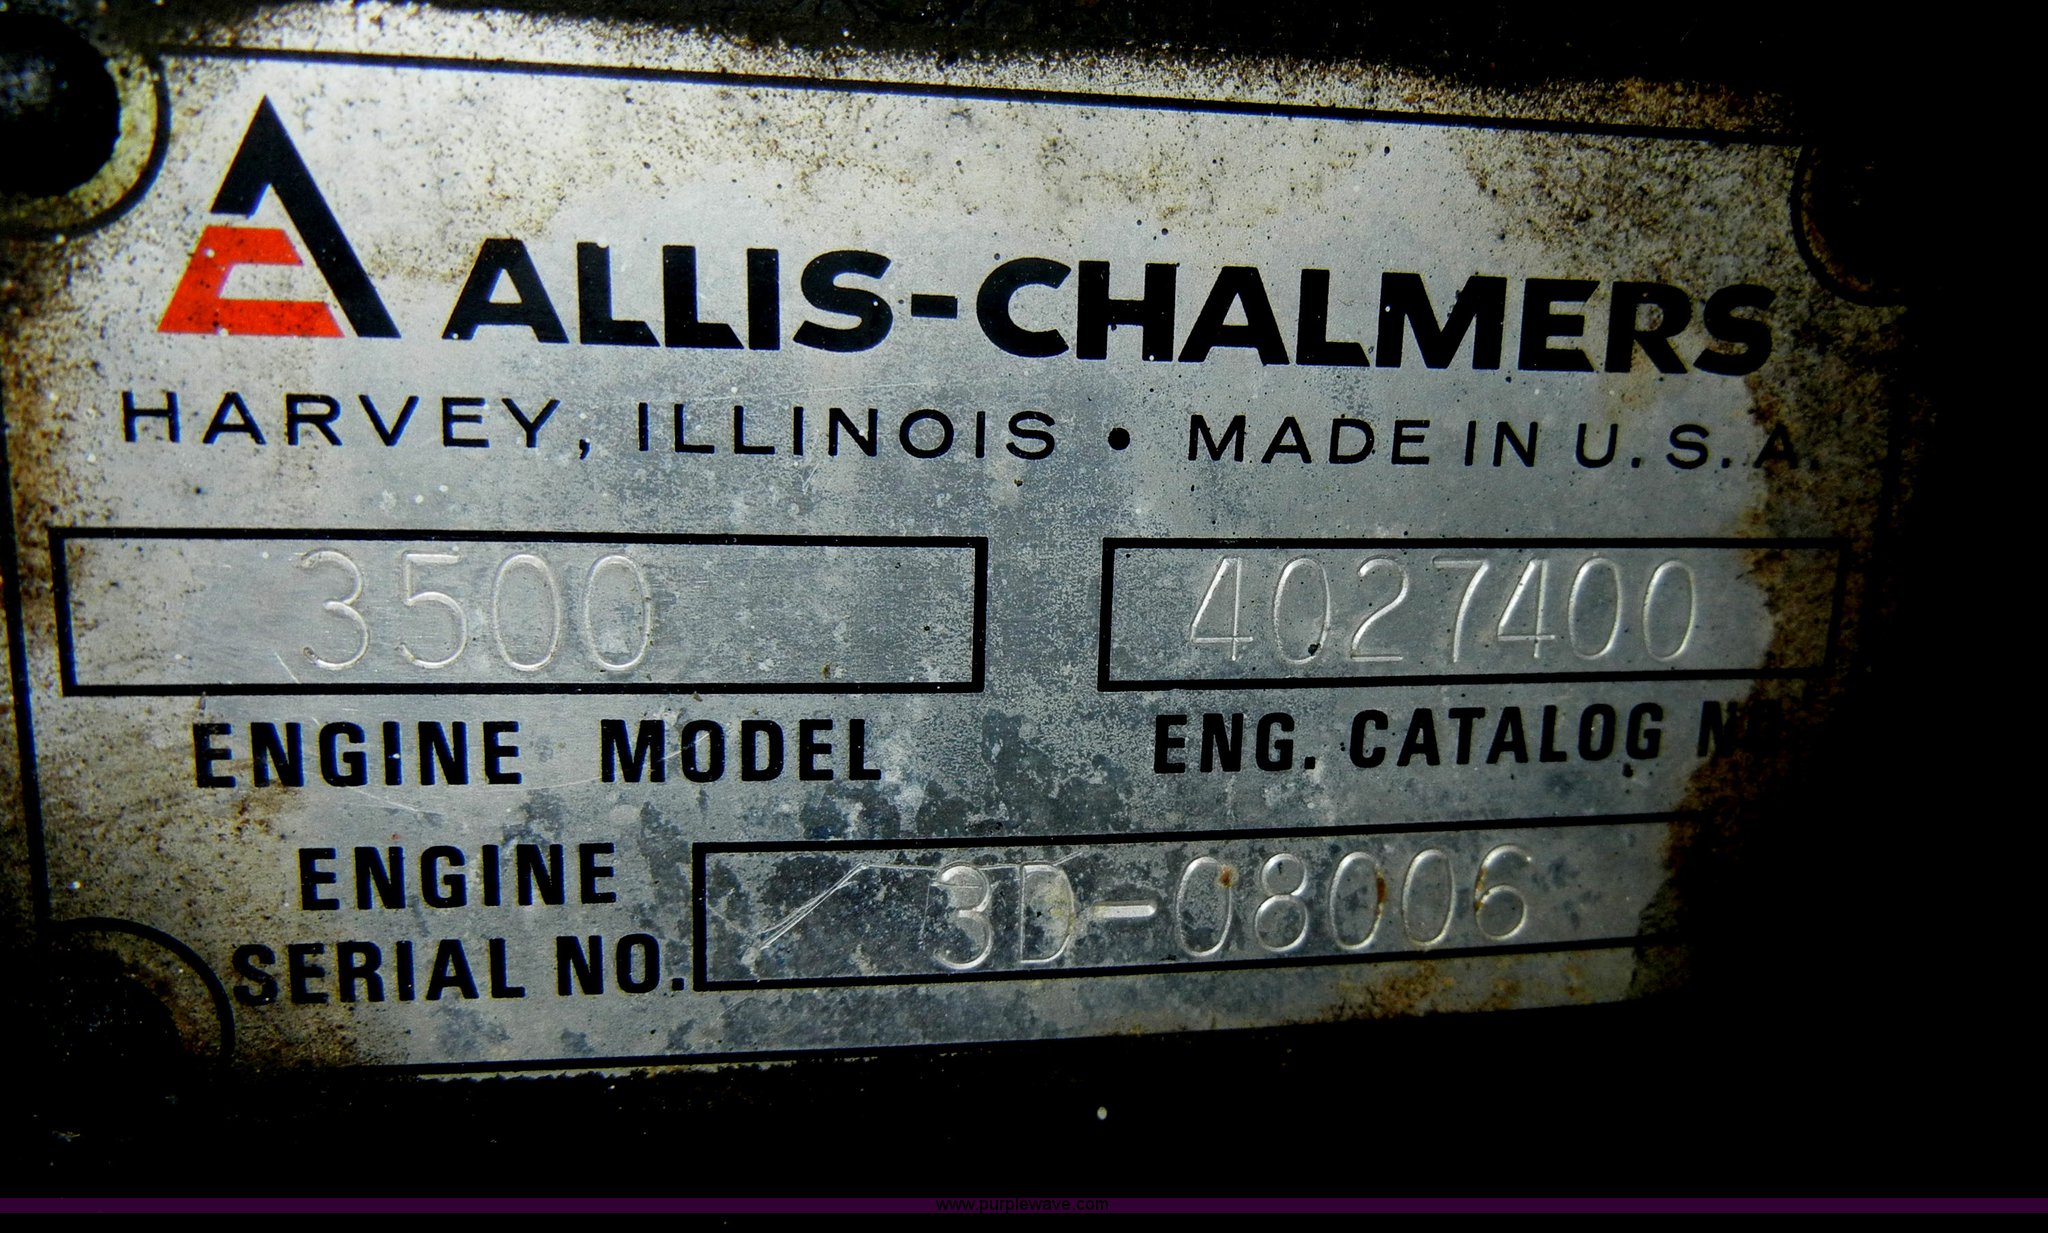 ALLIS-CHALMERS
HARVEY, ILLINOIS • MADE IN U.S.A.
3500 4027400
ENGINE MODEL ENG. CATALOG
ENGINE
SERIAL NO. 3D-08006
www.purplewave.com